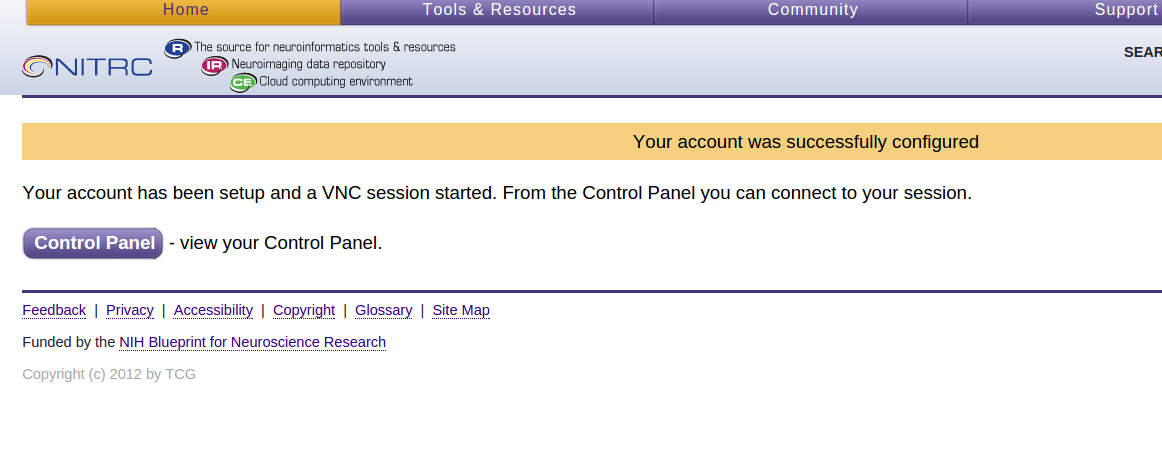 Home Tools & Resources Community Support
R The source for neuroinformatics tools & resources
SEAR
NITRC IR Neuroimaging data repository
CE Cloud computing environment
Your account was successfully configured
Your account has been setup and a VNC session started. From the Control Panel you can connect to your session.
Control Panel - view your Control Panel.
Feedback | Privacy | Accessibility | Copyright | Glossary | Site Map
Funded by the NIH Blueprint for Neuroscience Research
Copyright (c) 2012 by TCG